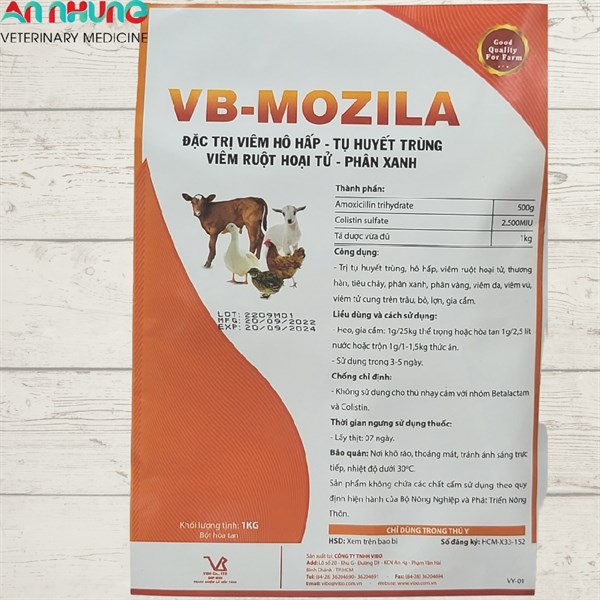 AN NHUNG
VETERINARY MEDICINE
Good
Quality
For Farm
VB-MOZILA
ĐẶC TRỊ VIÊM HÔ HẤP - TỤ HUYẾT TRÙNG
VIÊM RUỘT HOẠI TỬ - PHÂN XANH
Thành phần:
Amoxicilin trihydrate 500g
Colistin sulfate 2,500MIU
Tá dược vừa đủ 1kg
Công dụng:
- Trị tụ huyết trùng, hô hấp, viêm ruột hoại tử, thương
hàn, tiêu chảy, phân xanh, phân vàng, viêm da, viêm vú,
viêm tử cung trên trâu, bò, lợn, gia cầm.
Liều dùng và cách sử dụng:
- Heo, gia cầm: 1g/25kg thể trọng hoặc hòa tan 1g/2,5 lít
nước hoặc trộn 1g/1-1,5kg thức ăn.
- Sử dụng trong 3-5 ngày.
Chống chỉ định:
- Không sử dụng cho thú nhạy cảm với nhóm Betalactam
và Colistin.
Thời gian ngưng sử dụng thuốc:
- Lấy thịt: 07 ngày.
Bảo quản: Nơi khô ráo, thoáng mát, tránh ánh sáng trực
tiếp, nhiệt độ dưới 30°C.
Sản phẩm không chứa các chất cấm sử dụng theo quy
định hiện hành của Bộ Nông Nghiệp và Phát Triển Nông
Thôn.
LOT: 2209M01
MFG: 20/09/2022
EXP: 20/09/2024
Khối lượng tịnh: 1KG
Bột hòa tan
CHỈ DÙNG TRONG THÚ Y
HSD: Xem trên bao bì Số đăng ký: HCM-X33-152
Sản xuất tại: CÔNG TY TNHH VIBO
VY-01